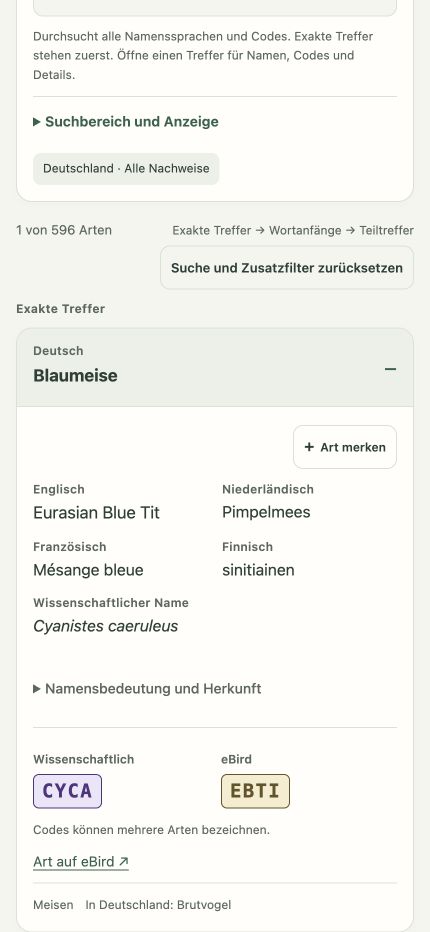 Durchsucht alle Namenssprachen und Codes. Exakte Treffer
stehen zuerst. Öffne einen Treffer für Namen, Codes und
Details.
Suchbereich und Anzeige
Deutschland · Alle Nachweise
1 von 596 Arten
Exakte Treffer → Wortanfänge → Teiltreffer
Suche und Zusatzfilter zurücksetzen
Exakte Treffer
Deutsch
Blaumeise
+ Art merken
Englisch
Eurasian Blue Tit
Niederländisch
Pimpelmees
Französisch
Mésange bleue
Finnisch
sinitiainen
Wissenschaftlicher Name
Cyanistes caeruleus
Namensbedeutung und Herkunft
Wissenschaftlich
CYCA
eBird
EBTI
Codes können mehrere Arten bezeichnen.
Art auf eBird ↗
Meisen In Deutschland: Brutvogel